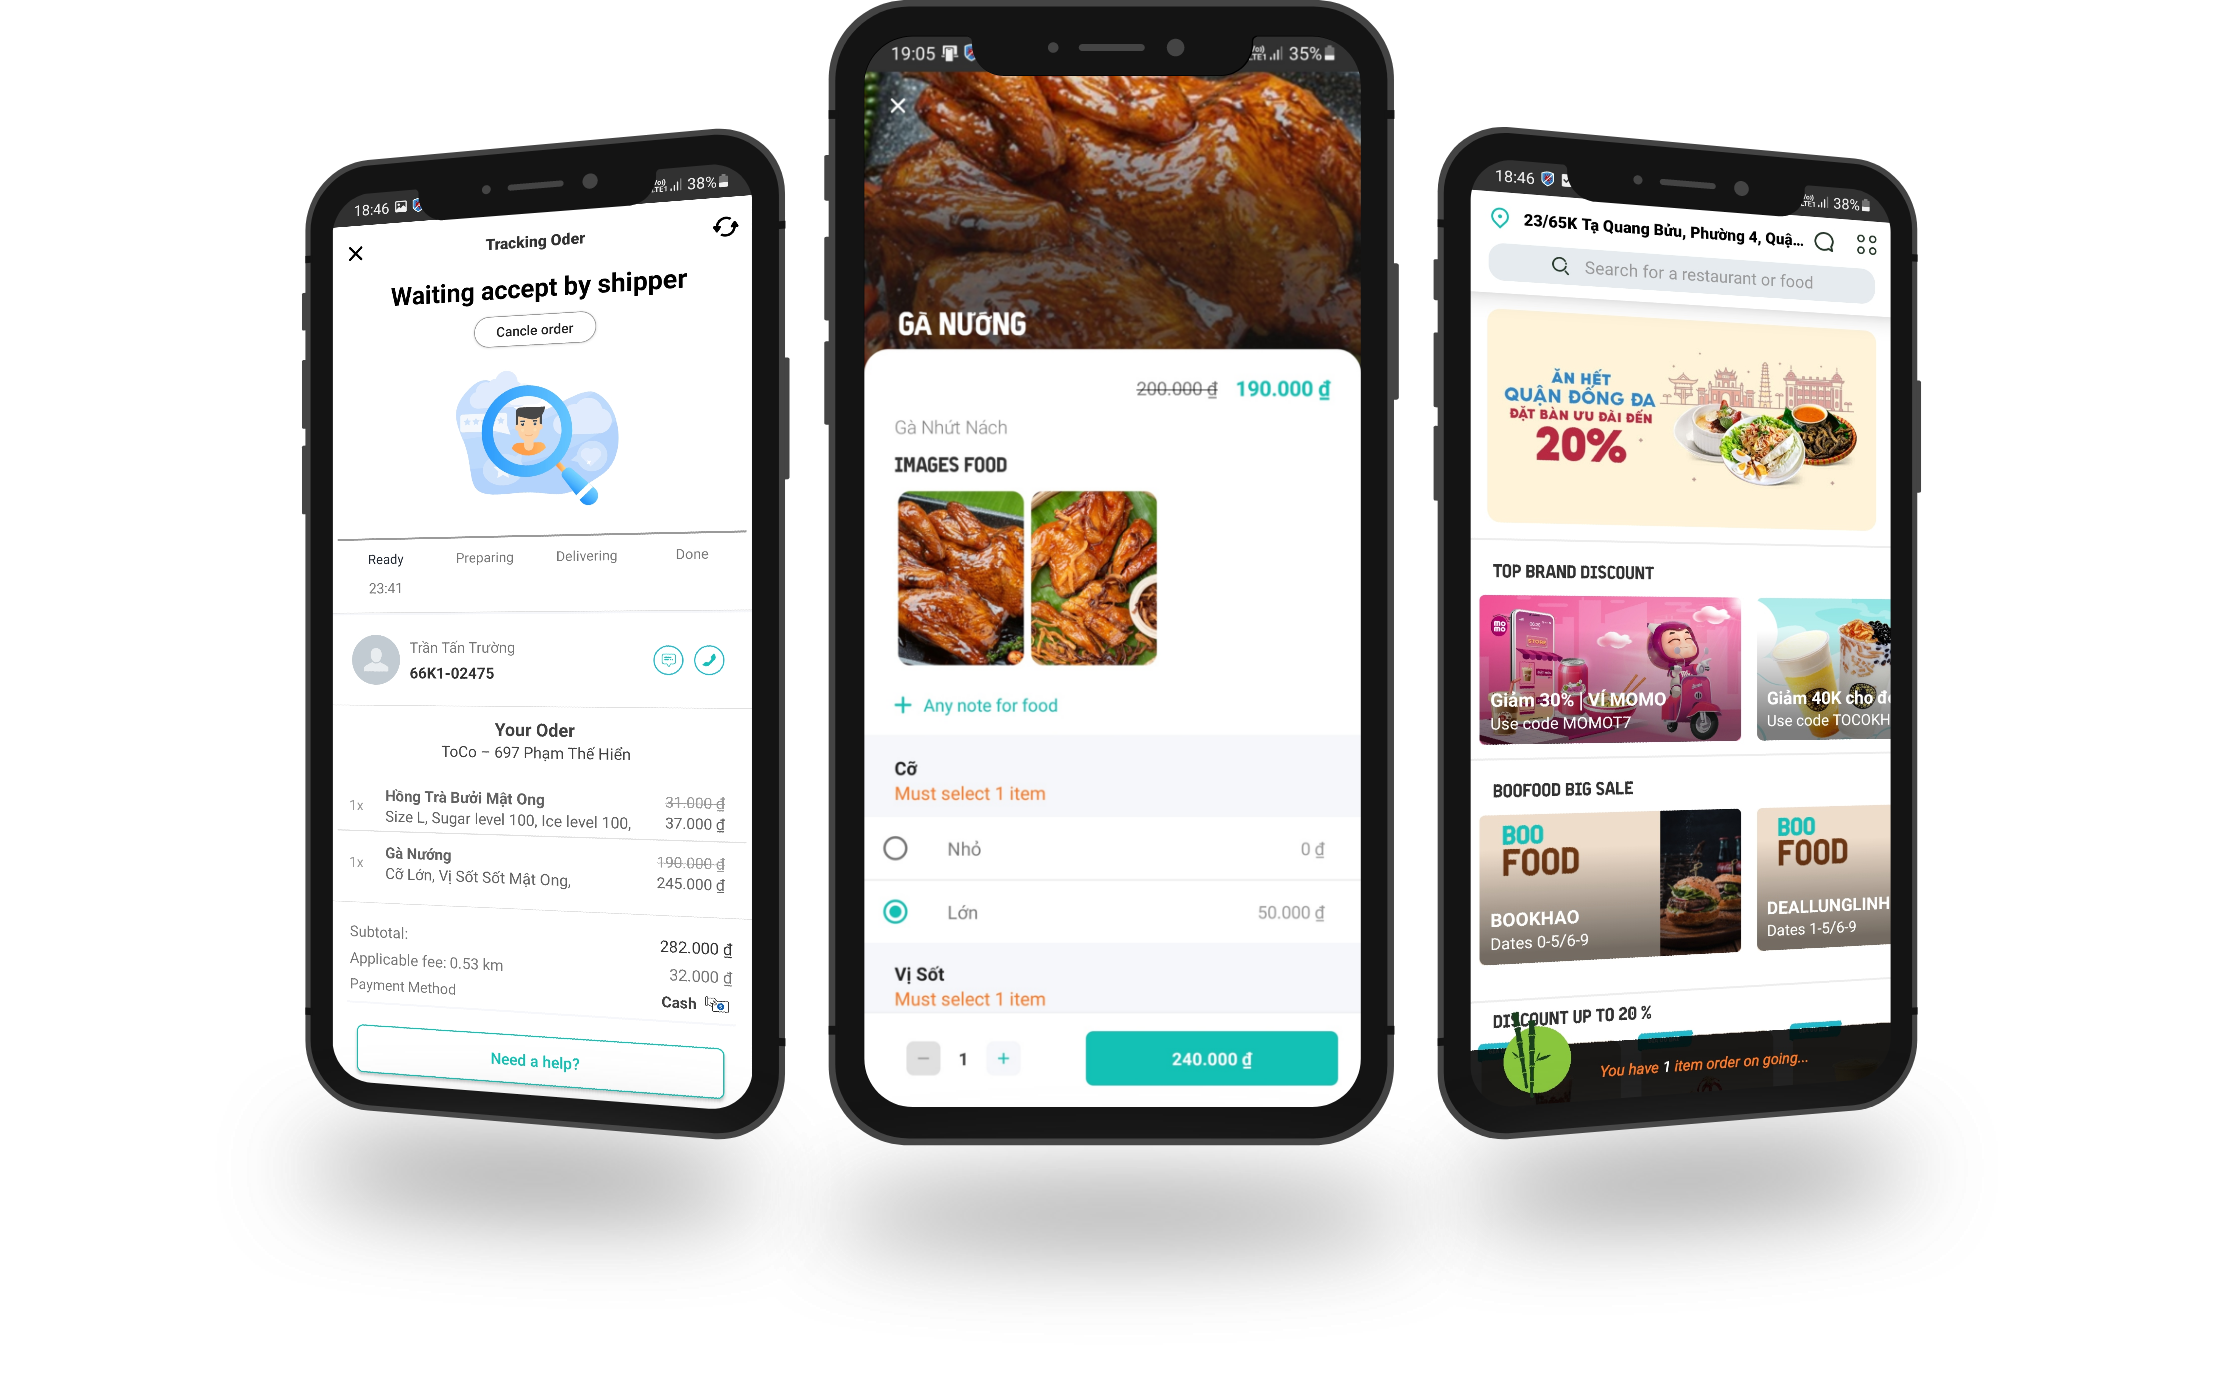 18:46
38%
Tracking Oder
Waiting accept by shipper
Cancle order
Ready Preparing Delivering Done
23:41
Trần Tấn Trường
66K1-02475
Your Oder
ToCo – 697 Phạm Thế Hiển
1x Hồng Trà Bưởi Mật Ong 31.000 ₫
Size L, Sugar level 100, Ice level 100, 37.000 ₫
1x Gà Nướng 190.000 ₫
Cỡ Lớn, Vị Sốt Sốt Mật Ong, 245.000 ₫
Subtotal: 282.000 ₫
Applicable fee: 0.53 km 32.000 ₫
Payment Method Cash
Need a help?
19:05
35%
GÀ NƯỚNG
200.000 ₫ 190.000 ₫
Gà Nhứt Nách
IMAGES FOOD
+ Any note for food
Cỡ
Must select 1 item
Nhỏ 0 ₫
Lớn 50.000 ₫
Vị Sốt
Must select 1 item
− 1 + 240.000 ₫
18:46
38%
23/65K Tạ Quang Bửu, Phường 4, Quậ...
Search for a restaurant or food
ĂN HẾT
QUẬN ĐỐNG ĐA
ĐẶT BÀN ƯU ĐÃI ĐẾN
20%
TOP BRAND DISCOUNT
mo
mo
Giảm 30% | VÍ MOMO
Use code MOMOT7
Giảm 40K cho đ
Use code TOCOKH
BOOFOOD BIG SALE
BOO
FOOD
BOOKHAO
Dates 0-5/6-9
BOO
FOOD
DEALLUNGLINH
Dates 1-5/6-9
DISCOUNT UP TO 20 %
You have 1 item order on going...